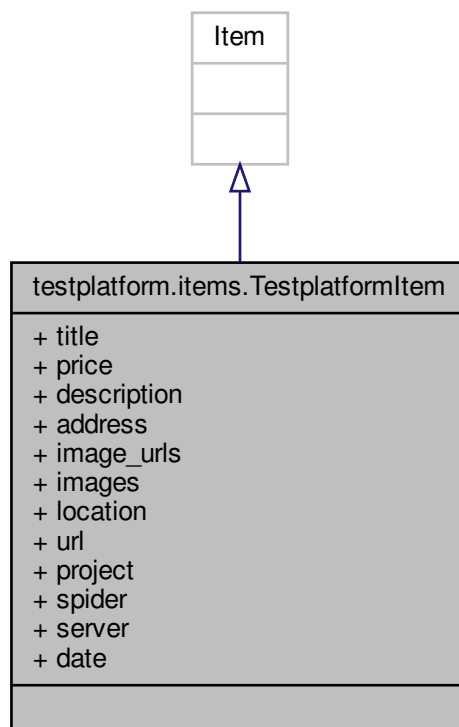 Item
testplatform.items.TestplatformItem
+ title
+ price
+ description
+ address
+ image_urls
+ images
+ location
+ url
+ project
+ spider
+ server
+ date